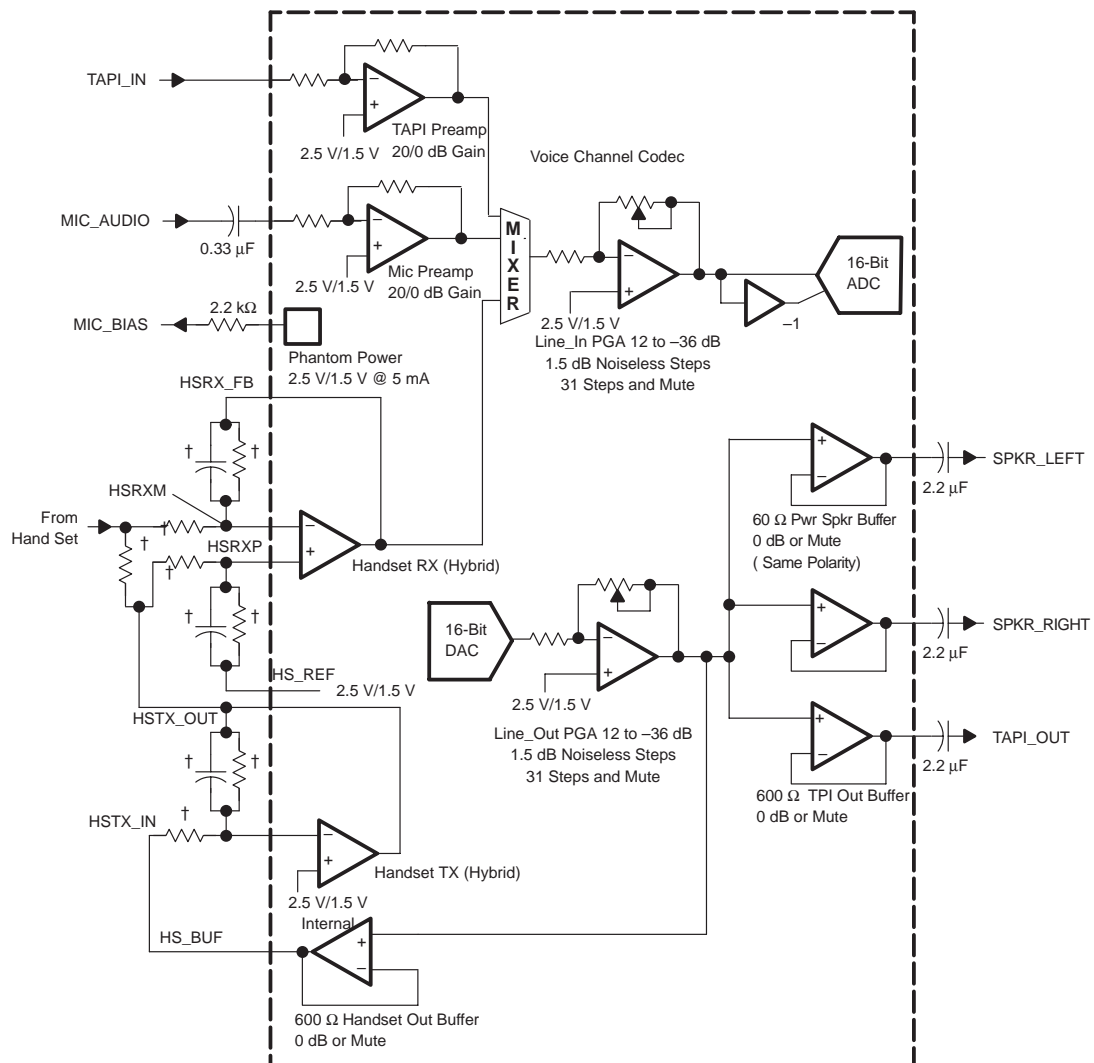 TAPI_IN
TAPI Preamp
20/0 dB Gain
2.5 V/1.5 V
Voice Channel Codec
MIC_AUDIO
0.33 μF
Mic Preamp
20/0 dB Gain
2.5 V/1.5 V
MIXER
16-Bit
ADC
–1
2.5 V/1.5 V
Line_In PGA 12 to –36 dB
1.5 dB Noiseless Steps
31 Steps and Mute
MIC_BIAS
2.2 kΩ
Phantom Power
2.5 V/1.5 V @ 5 mA
HSRX_FB
†
†
HSRXM
From
Hand Set
†
†
HSRXP
†
−
+
Handset RX (Hybrid)
†
†
HS_REF
2.5 V/1.5 V
16-Bit
DAC
2.5 V/1.5 V
Line_Out PGA 12 to –36 dB
1.5 dB Noiseless Steps
31 Steps and Mute
SPKR_LEFT
2.2 μF
60 Ω Pwr Spkr Buffer
0 dB or Mute
( Same Polarity)
SPKR_RIGHT
2.2 μF
TAPI_OUT
2.2 μF
600 Ω TPI Out Buffer
0 dB or Mute
HSTX_OUT
†
†
HSTX_IN
†
Handset TX (Hybrid)
2.5 V/1.5 V
Internal
HS_BUF
600 Ω Handset Out Buffer
0 dB or Mute